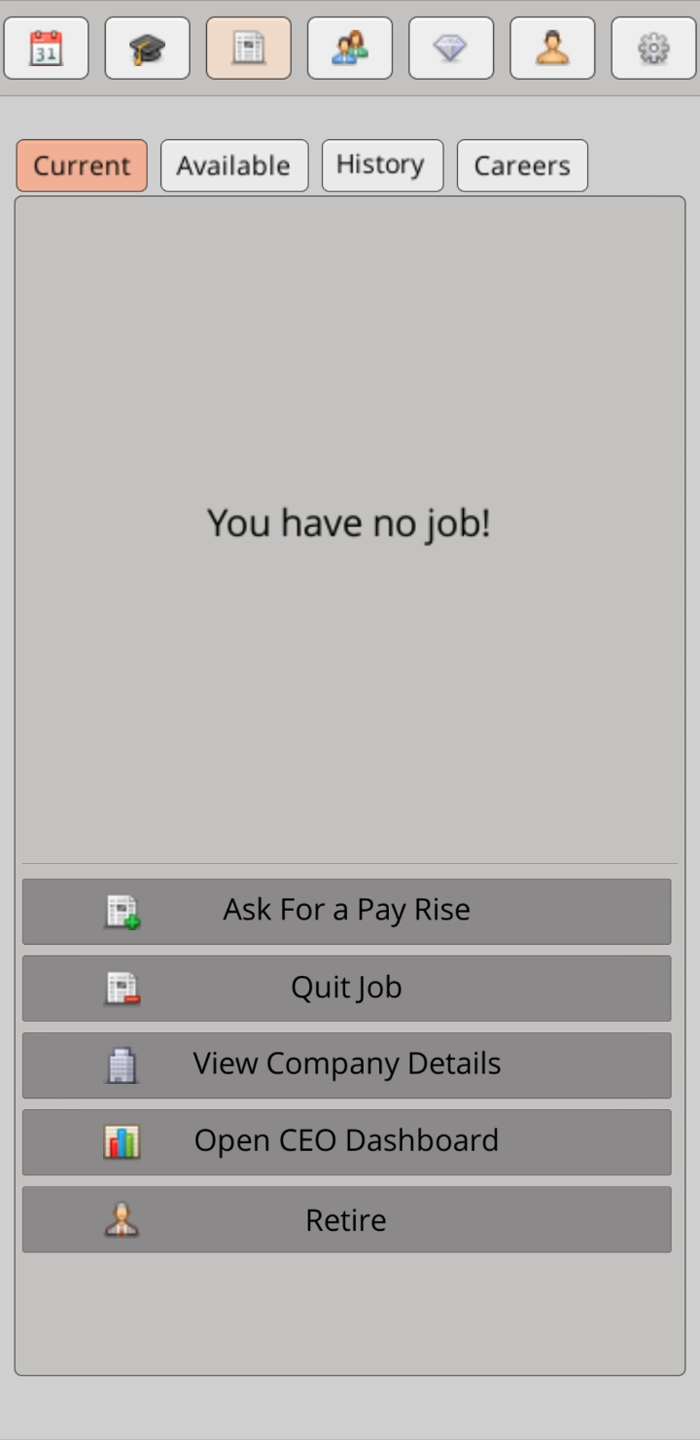 31
Current
Available
History
Careers
You have no job!
Ask For a Pay Rise
Quit Job
View Company Details
Open CEO Dashboard
Retire